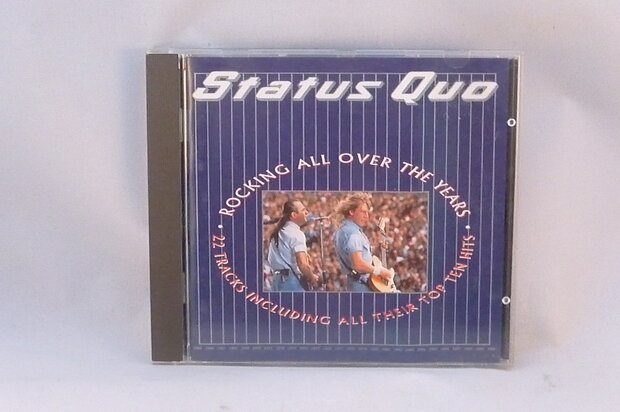 Status Quo
• ROCKING ALL OVER THE YEARS •
22 TRACKS INCLUDING ALL THEIR TOP TEN HITS